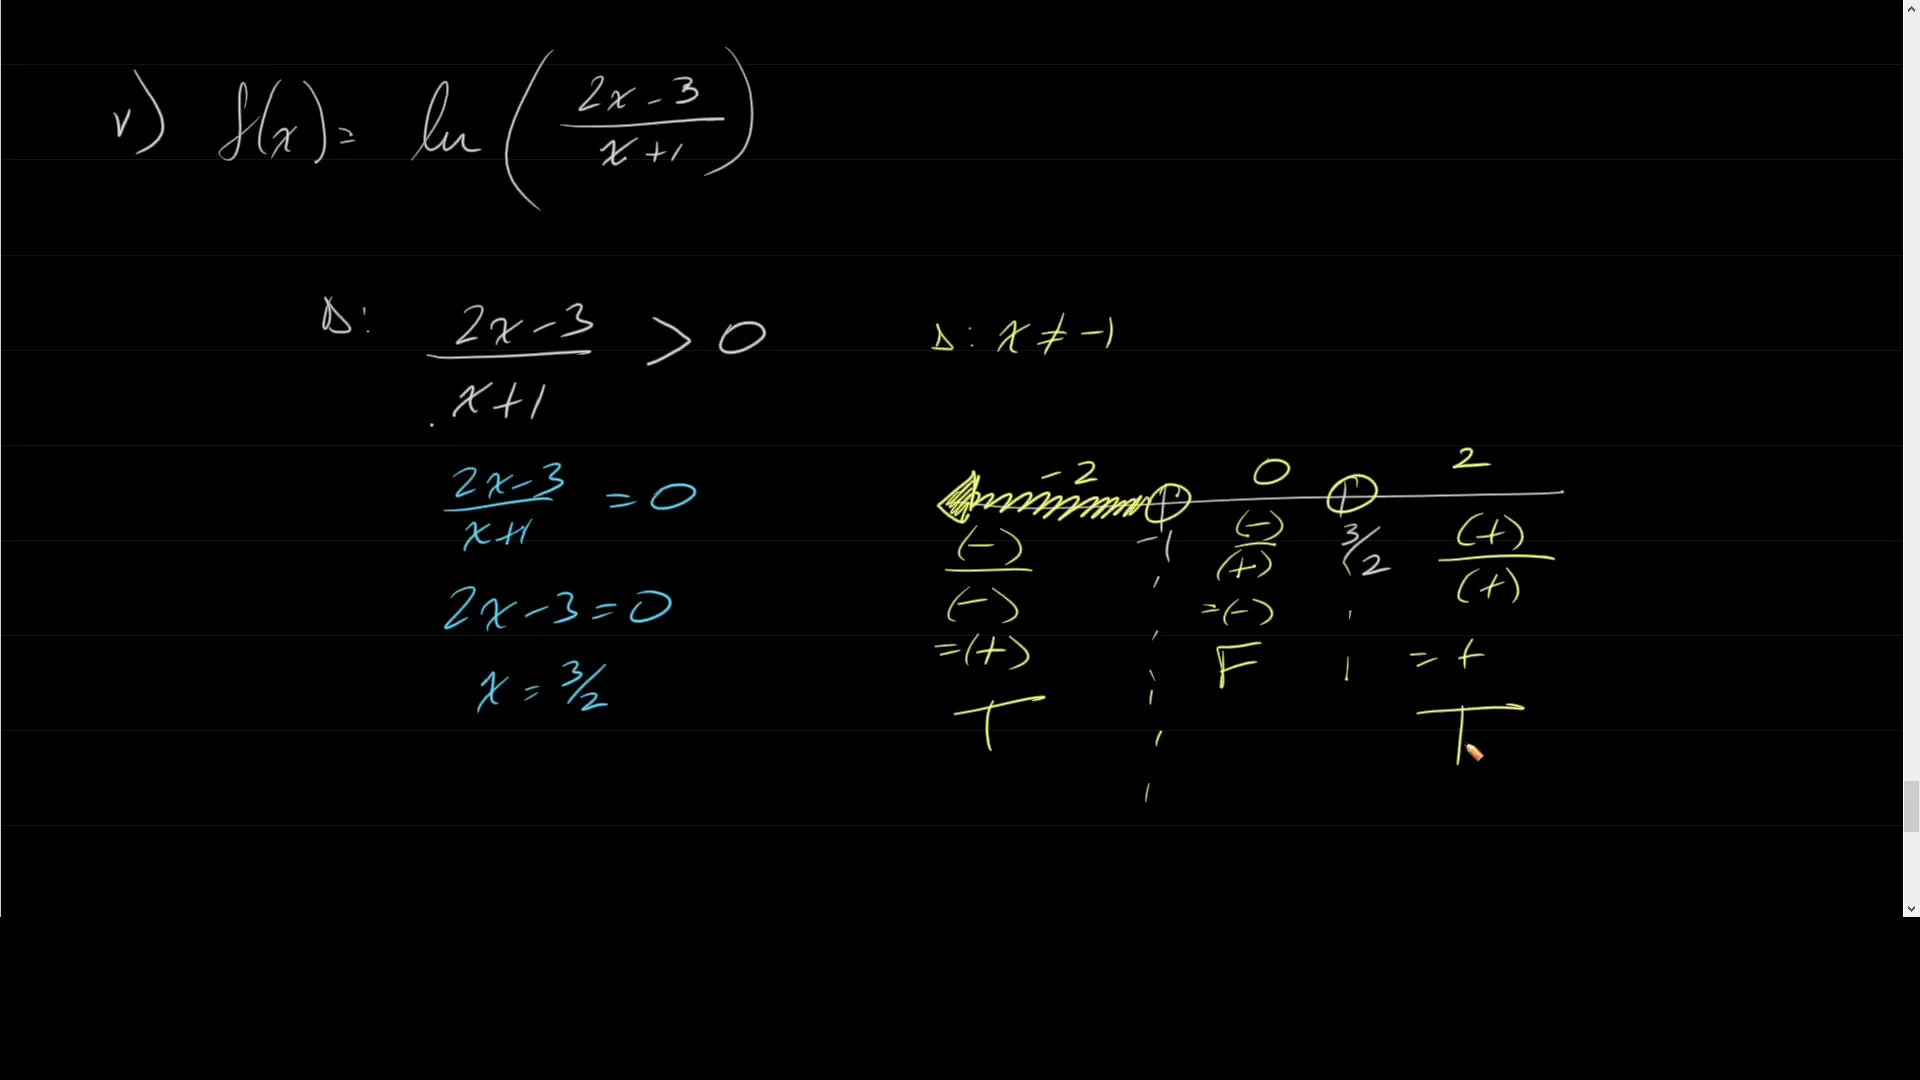 v) f(x) = ln ( (2x - 3) / (x + 1) )
D: (2x - 3) / (x + 1) > 0
D: x ≠ -1
(2x - 3) / (x + 1) = 0
2x - 3 = 0
x = 3/2
-2 0 2
-1 3/2
(-) / (-) (-) / (+) (+) / (+)
= (+) = (-) = +
T F T